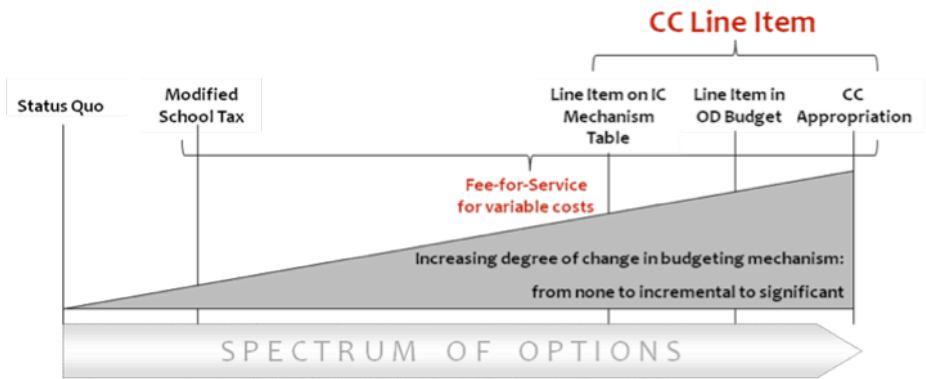 CC Line Item
Status Quo
Modified
School Tax
Line Item on IC
Mechanism
Table
Line Item in
OD Budget
CC
Appropriation
Fee-for-Service
for variable costs
Increasing degree of change in budgeting mechanism:
from none to incremental to significant
SPECTRUM OF OPTIONS